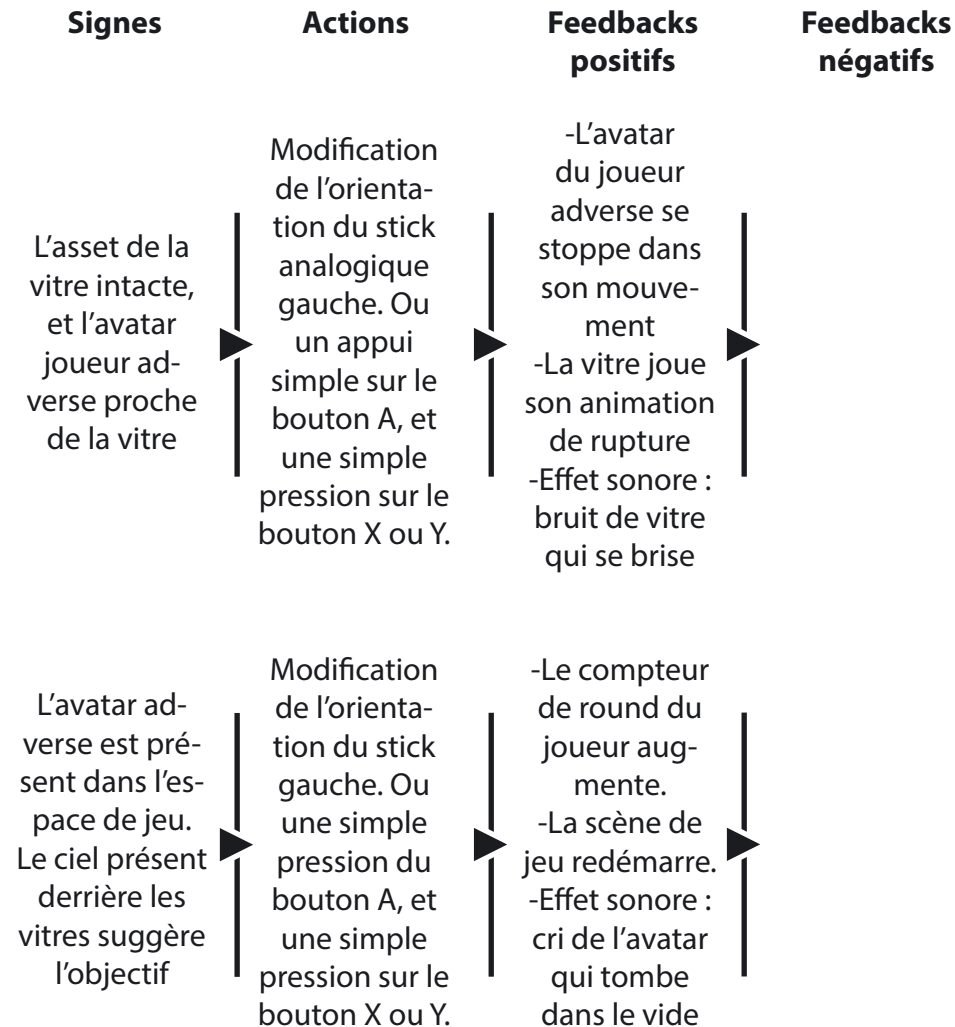 Signes
Actions
Feedbacks
positifs
Feedbacks
négatifs
L’asset de la
vitre intacte,
et l’avatar
joueur ad-
verse proche
de la vitre
Modification
de l’orienta-
tion du stick
analogique
gauche. Ou
un appui
simple sur le
bouton A, et
une simple
pression sur le
bouton X ou Y.
-L’avatar
du joueur
adverse se
stoppe dans
son mouve-
ment
-La vitre joue
son animation
de rupture
-Effet sonore :
bruit de vitre
qui se brise
L’avatar ad-
verse est pré-
sent dans l’es-
pace de jeu.
Le ciel présent
derrière les
vitres suggère
l’objectif
Modification
de l’orienta-
tion du stick
gauche. Ou
une simple
pression du
bouton A, et
une simple
pression sur le
bouton X ou Y.
-Le compteur
de round du
joueur aug-
mente.
-La scène de
jeu redémarre.
-Effet sonore :
cri de l’avatar
qui tombe
dans le vide